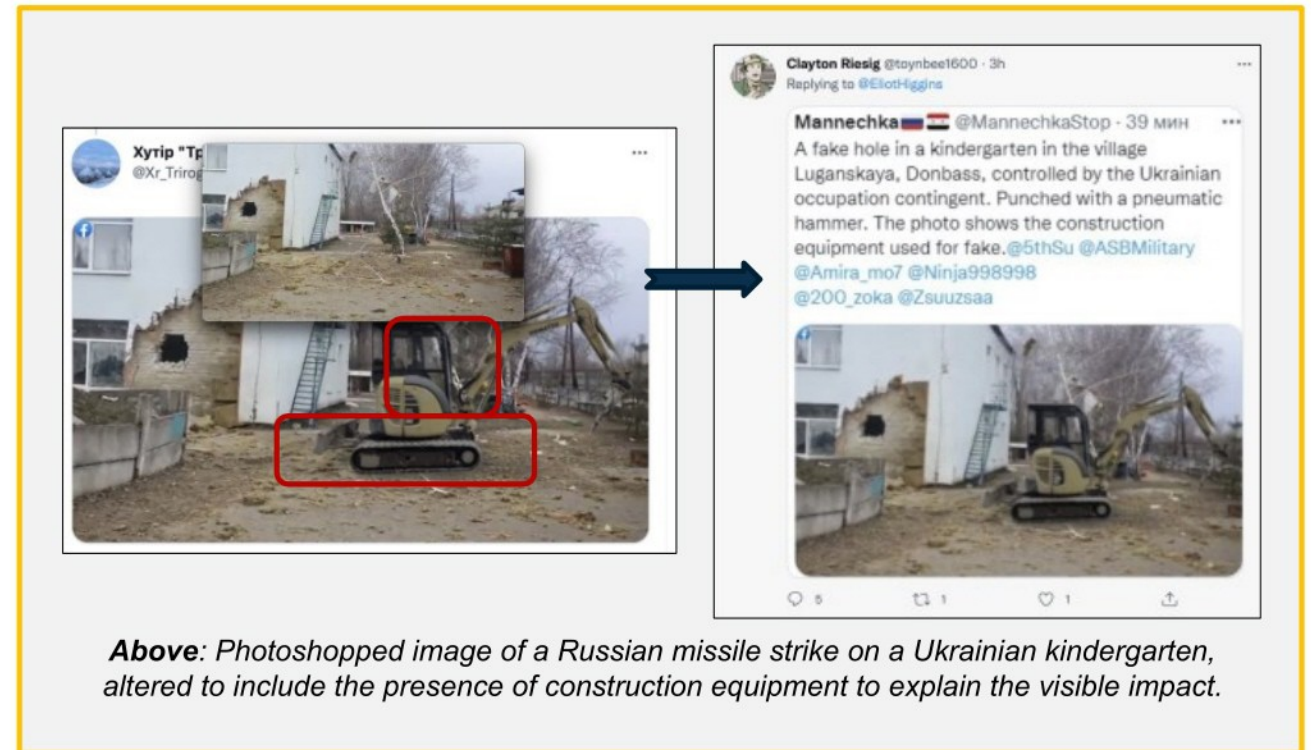 Хутір "Тр
@Xr_Trirog
Clayton Riesig @toynbee1600 · 3h
Replying to @EliotHiggins
Mannechka @MannechkaStop · 39 мин
A fake hole in a kindergarten in the village
Luganskaya, Donbass, controlled by the Ukrainian
occupation contingent. Punched with a pneumatic
hammer. The photo shows the construction
equipment used for fake.@5thSu @ASBMilitary
@Amira_mo7 @Ninja998998
@200_zoka @Zsuuzsaa
5 1 1
Above: Photoshopped image of a Russian missile strike on a Ukrainian kindergarten,
altered to include the presence of construction equipment to explain the visible impact.